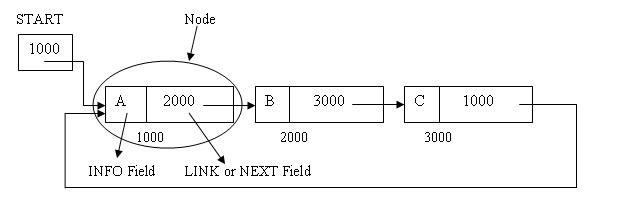 START
Node
1000
A 2000 B 3000 C 1000
1000 2000 3000
INFO Field LINK or NEXT Field